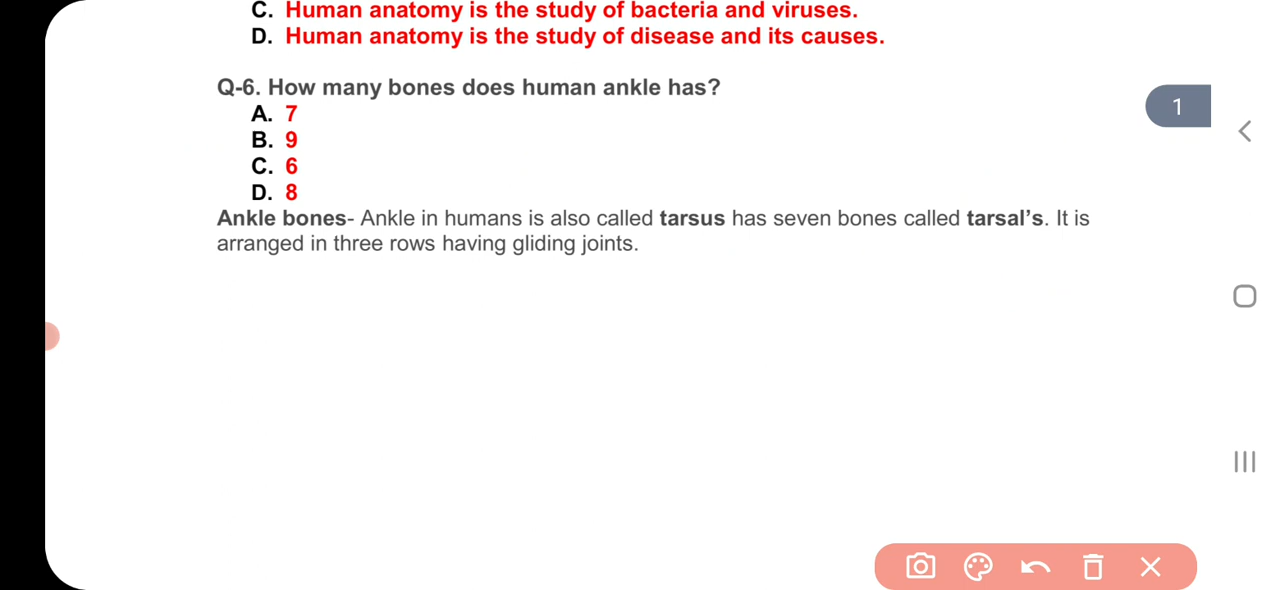 C. Human anatomy is the study of bacteria and viruses.
D. Human anatomy is the study of disease and its causes.
Q-6. How many bones does human ankle has?
A. 7
B. 9
C. 6
D. 8
Ankle bones- Ankle in humans is also called tarsus has seven bones called tarsal’s. It is
arranged in three rows having gliding joints.
1